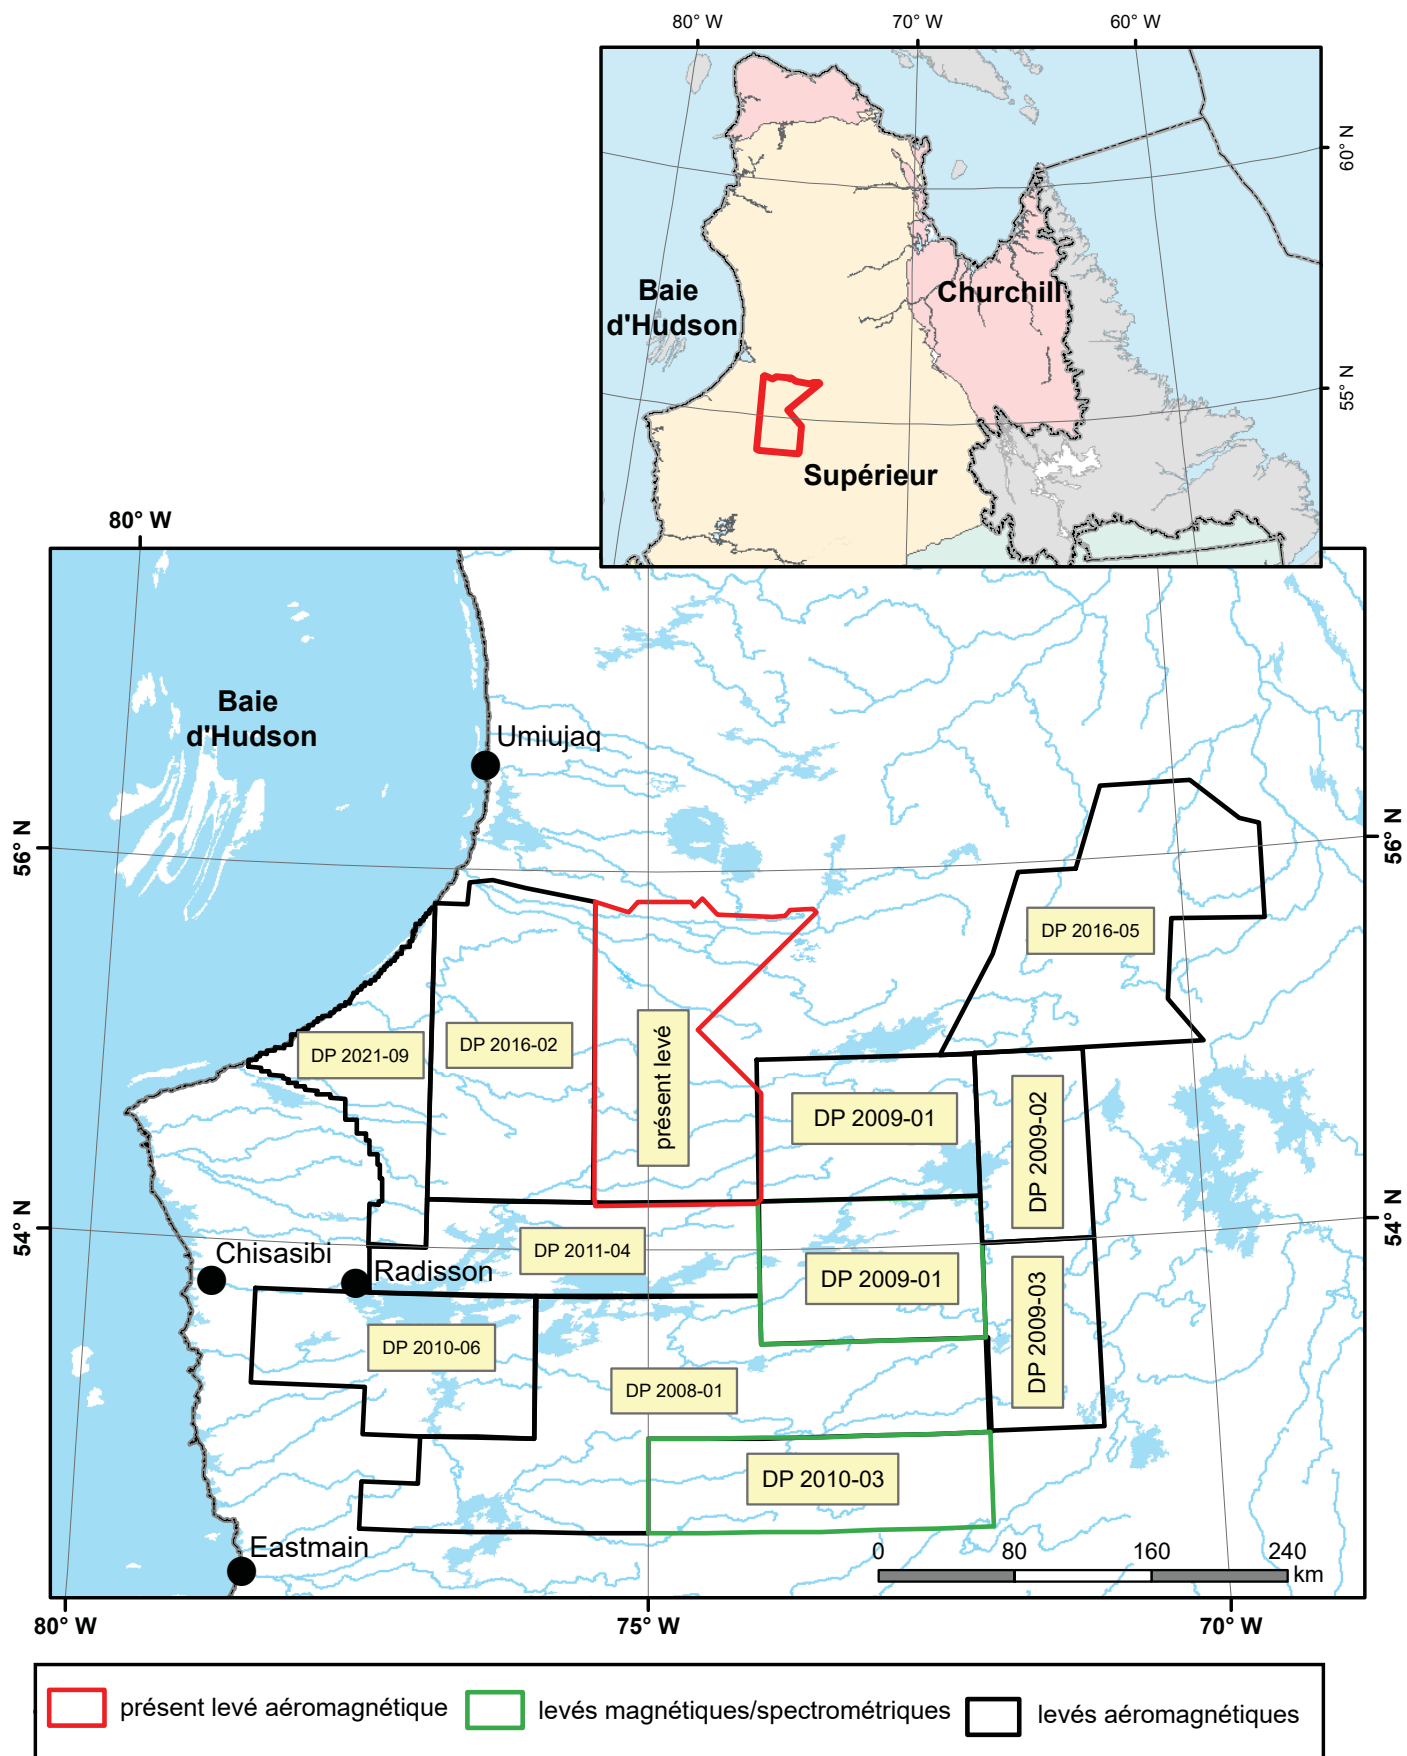 80° W
70° W
60° W
60° N
55° N
Baie
d'Hudson
Churchill
Supérieur
80° W
Baie
d'Hudson
Umiujaq
56° N
56° N
DP 2016-05
DP 2021-09
DP 2016-02
présent levé
DP 2009-01
DP 2009-02
54° N
54° N
Chisasibi
Radisson
DP 2011-04
DP 2009-01
DP 2009-03
DP 2010-06
DP 2008-01
DP 2010-03
Eastmain
0 80 160 240
km
80° W
75° W
70° W
présent levé aéromagnétique
levés magnétiques/spectrométriques
levés aéromagnétiques